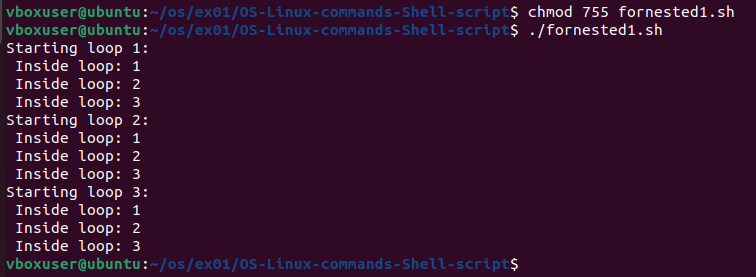 vboxuser@ubuntu:~/os/ex01/OS-Linux-commands-Shell-script$ chmod 755 fornested1.sh
vboxuser@ubuntu:~/os/ex01/OS-Linux-commands-Shell-script$ ./fornested1.sh
Starting loop 1:
 Inside loop: 1
 Inside loop: 2
 Inside loop: 3
Starting loop 2:
 Inside loop: 1
 Inside loop: 2
 Inside loop: 3
Starting loop 3:
 Inside loop: 1
 Inside loop: 2
 Inside loop: 3
vboxuser@ubuntu:~/os/ex01/OS-Linux-commands-Shell-script$